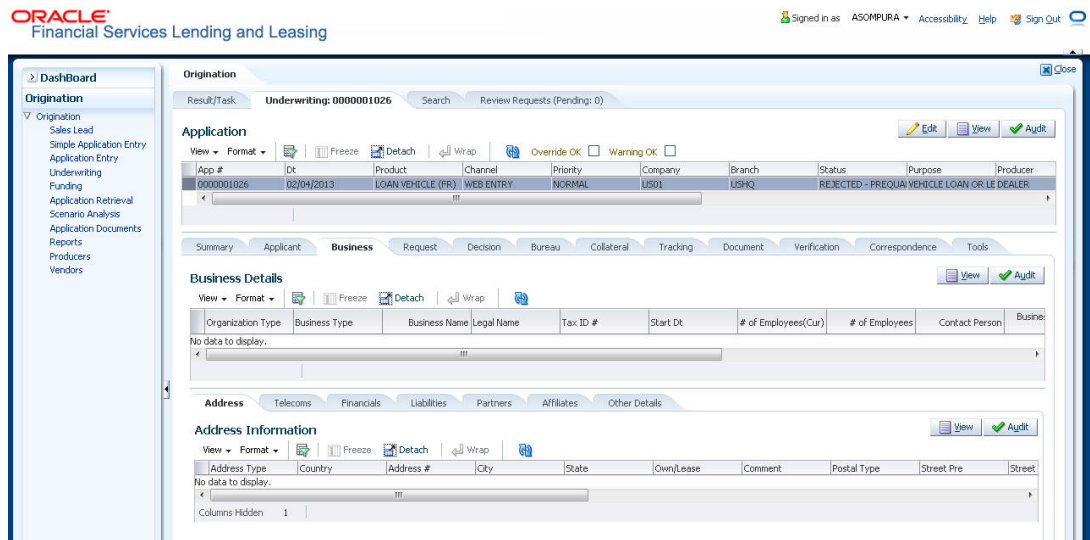 ORACLE
Financial Services Lending and Leasing
Signed in as ASOMPURA Accessibility Help Sign Out
Close
DashBoard
Origination
Origination
Sales Lead
Simple Application Entry
Application Entry
Underwriting
Funding
Application Retrieval
Scenario Analysis
Application Documents
Reports
Producers
Vendors
Origination
Result/Task Underwriting: 0000001026 Search Review Requests (Pending: 0)
Application
Edit View Audit
View Format Freeze Detach Wrap Override OK Warning OK
App # Dt Product Channel Priority Company Branch Status Purpose Producer
0000001026 02/04/2013 LOAN VEHICLE (FR) WEB ENTRY NORMAL US01 USHQ REJECTED - PREQUA VEHICLE LOAN OR LE DEALER
Summary Applicant Business Request Decision Bureau Collateral Tracking Document Verification Correspondence Tools
Business Details
View Audit
View Format Freeze Detach Wrap
Organization Type Business Type Business Name Legal Name Tax ID # Start Dt # of Employees(Cur) # of Employees Contact Person Busines
No data to display.
Address Telecoms Financials Liabilities Partners Affiliates Other Details
Address Information
View Audit
View Format Freeze Detach Wrap
Address Type Country Address # City State Own/Lease Comment Postal Type Street Pre Street
No data to display.
Columns Hidden 1